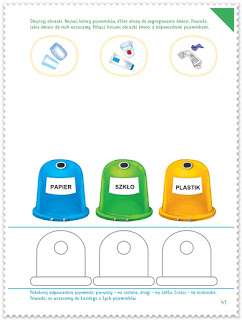 Obejrzyj obrazki. Nazwij kolory pojemników, które służą do segregowania śmieci. Powiedz,
jakie śmieci do nich wrzucamy. Połącz liniami obrazki śmieci z odpowiednim pojemnikiem.
PAPIER
SZKŁO
PLASTIK
Pokoloruj odpowiednio pojemniki: pierwszy – na zielono, drugi – na żółto, trzeci – na niebiesko.
Powiedz, co wrzucamy do każdego z tych pojemników.
41